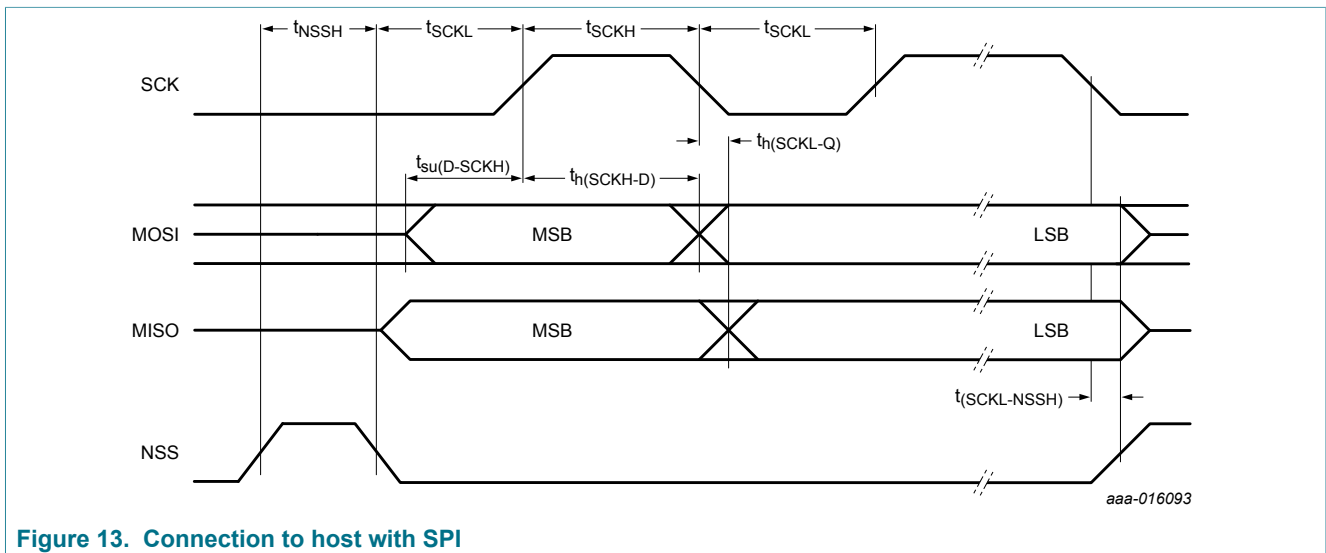 tNSSH tSCKL tSCKH tSCKL
SCK
th(SCKL-Q)
tsu(D-SCKH) th(SCKH-D)
MOSI MSB LSB
MISO MSB LSB
t(SCKL-NSSH)
NSS
aaa-016093
Figure 13. Connection to host with SPI